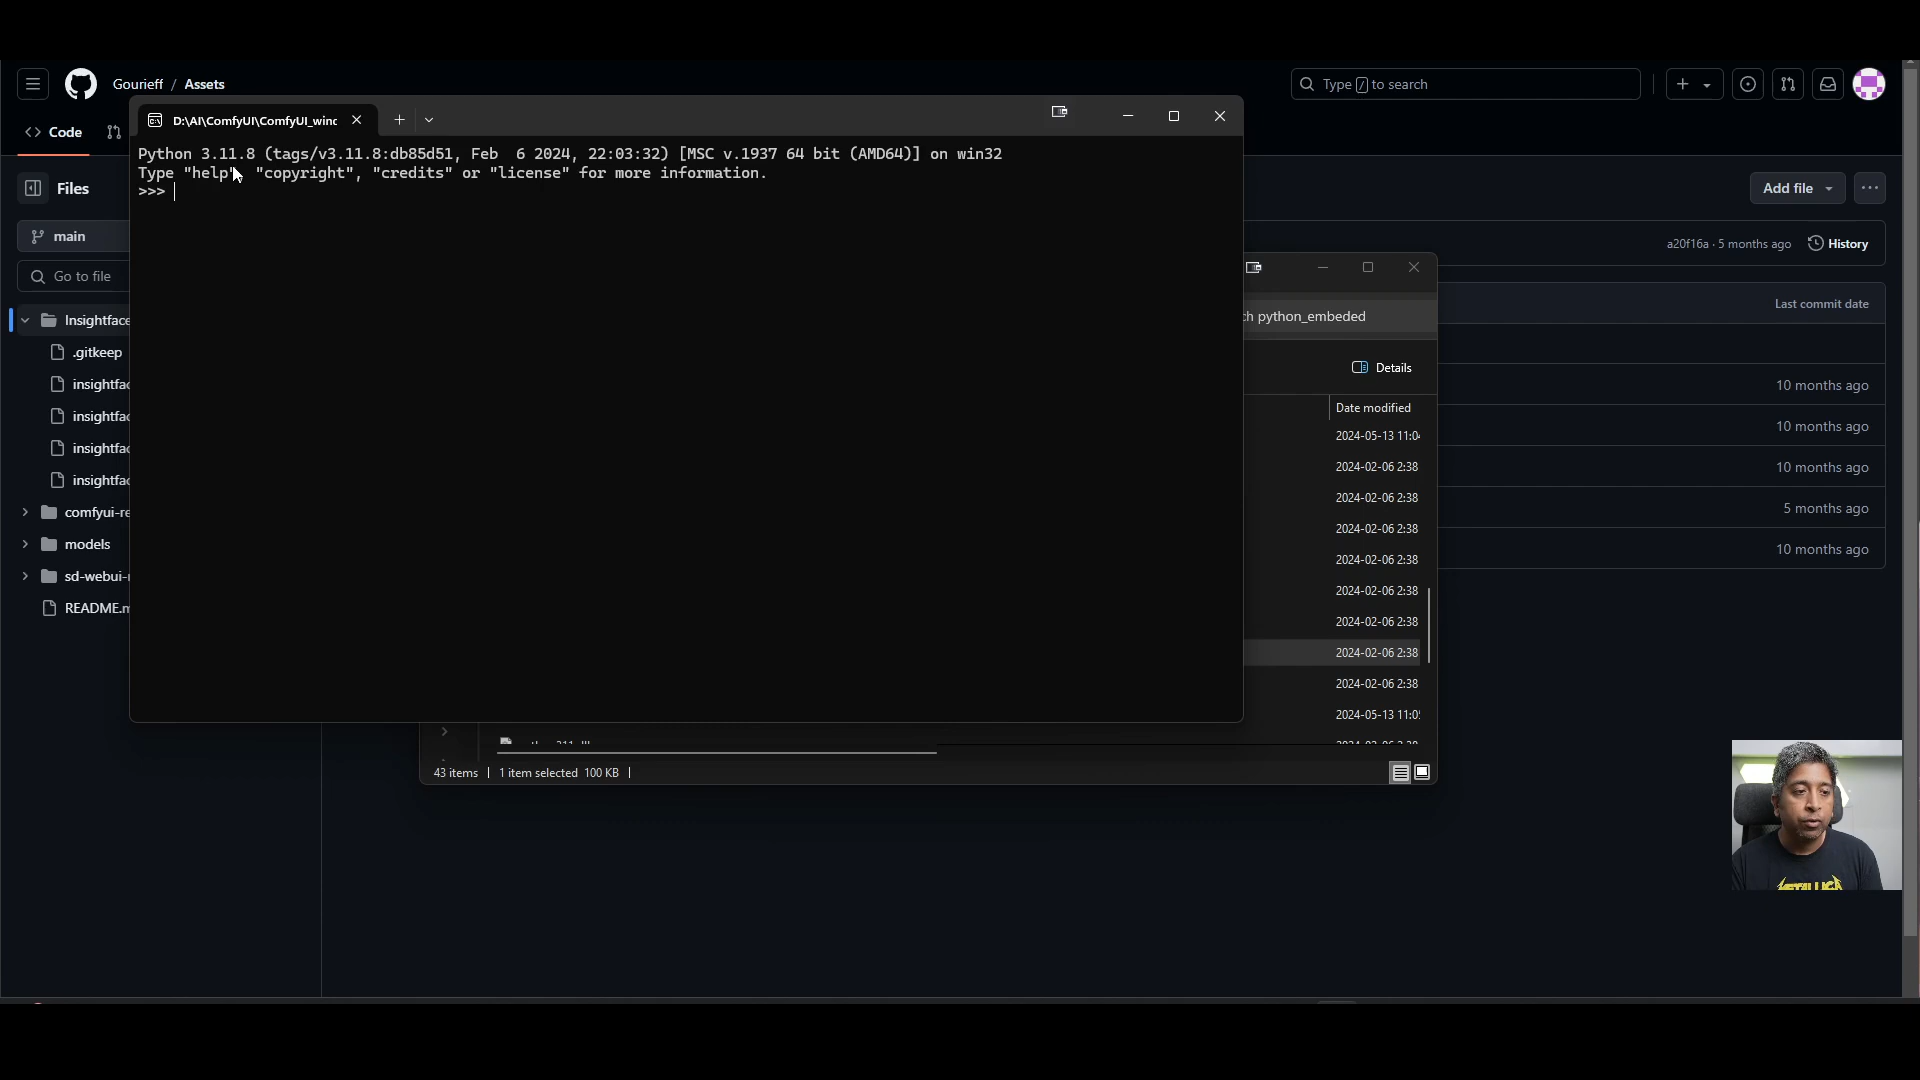 Gourieff / Assets
Type / to search
Code
D:\AI\ComfyUI\ComfyUI_winc
Python 3.11.8 (tags/v3.11.8:db85d51, Feb  6 2024, 22:03:32) [MSC v.1937 64 bit (AMD64)] on win32
Type "help", "copyright", "credits" or "license" for more information.
>>>
Files
Add file
main
a20f16a · 5 months ago
History
Go to file
Last commit date
Insightface
.gitkeep
insightfac
insightfac
insightfac
insightfac
comfyui-re
models
sd-webui-r
README.m
ch python_embeded
Details
Date modified
2024-05-13 11:04
2024-02-06 2:38
2024-02-06 2:38
2024-02-06 2:38
2024-02-06 2:38
2024-02-06 2:38
2024-02-06 2:38
2024-02-06 2:38
2024-02-06 2:38
2024-05-13 11:05
10 months ago
10 months ago
10 months ago
5 months ago
10 months ago
43 items
1 item selected 100 KB
METALLICA